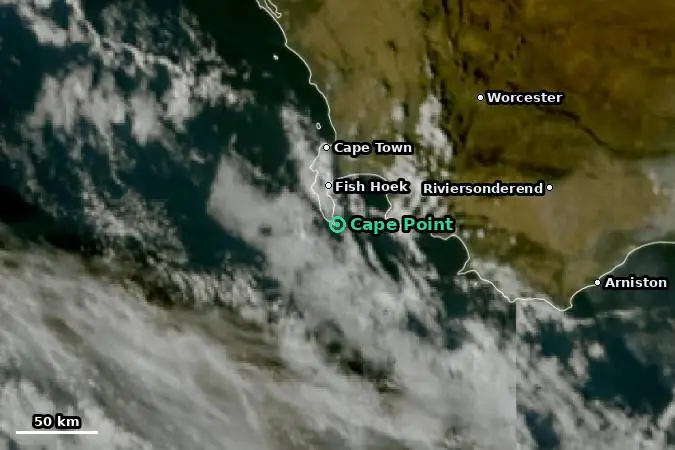 Worcester
Cape Town
Fish Hoek
Riviersonderend
Cape Point
Arniston
50 km